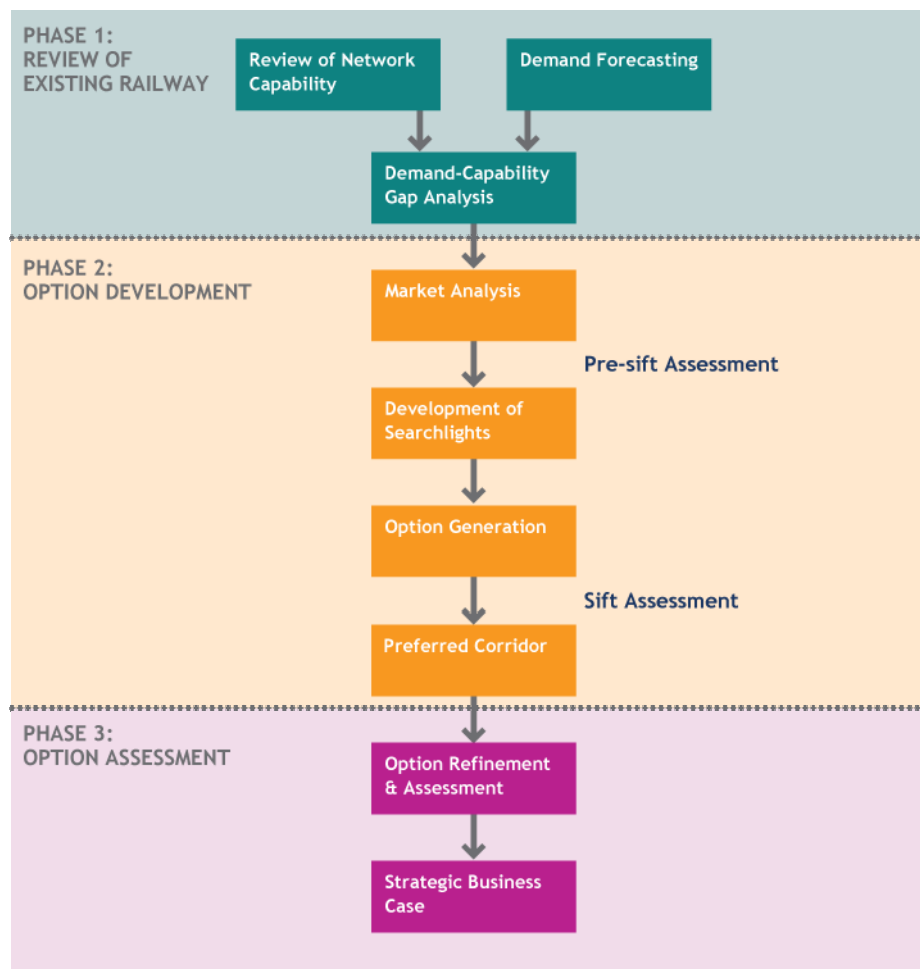 PHASE 1:
REVIEW OF
EXISTING RAILWAY
Review of Network
Capability
Demand Forecasting
Demand-Capability
Gap Analysis
PHASE 2:
OPTION DEVELOPMENT
Market Analysis
Pre-sift Assessment
Development of
Searchlights
Option Generation
Sift Assessment
Preferred Corridor
PHASE 3:
OPTION ASSESSMENT
Option Refinement
& Assessment
Strategic Business
Case